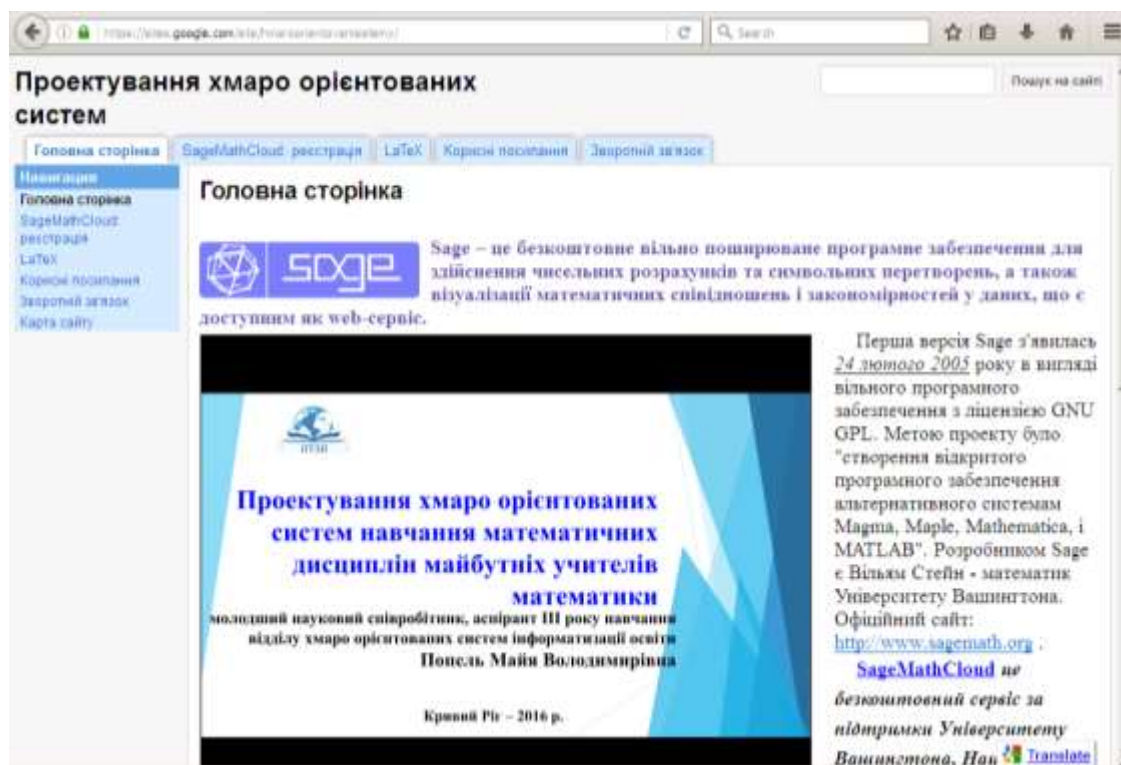 google.com
Search
Проектування хмаро орієнтованих
систем
Пошук на сайті
Головна сторінка SageMathCloud реєстрація LaTeX Корисні посилання Зворотній зв'язок
Навигация
Головна сторінка
SageMathCloud
реєстрація
LaTeX
Корисні посилання
Зворотній зв'язок
Карта сайту
Головна сторінка
sage
Sage – це безкоштовне вільно поширюване програмне забезпечення для
здійснення чисельних розрахунків та символьних перетворень, а також
візуалізації математичних співідношень і закономірностей у даних, що є
доступним як web-сервіс.
Проектування хмаро орієнтованих
систем навчання математичних
дисциплін майбутніх учителів
математики
молодший науковий співробітник, аспірант ІІІ року навчання
відділу хмаро орієнтованих систем інформатизації освіти
Попель Майя Володимирівна
Кривий Ріг – 2016 р.
Перша версія Sage з'явилась
24 лютого 2005 року в вигляді
вільного програмного
забезпечення з ліцензією GNU
GPL. Метою проекту було
"створення відкритого
програмного забезпечення
альтернативного системам
Magma, Maple, Mathematica, і
MATLAB". Розробником Sage
є Вільям Стейн - математик
Університету Вашингтона.
Офіційний сайт:
http://www.sagemath.org .
SageMathCloud це
безкоштовний сервіс за
підтримки Університету
Вашингтона, Нац
Translate